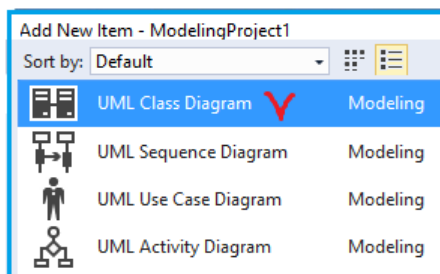 Add New Item - ModelingProject1
Sort by: Default
UML Class Diagram Modeling
UML Sequence Diagram Modeling
UML Use Case Diagram Modeling
UML Activity Diagram Modeling